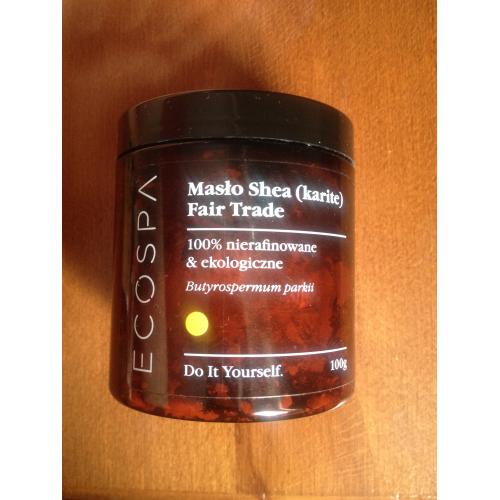 ECOSPA
Masło Shea (karite)
Fair Trade
100% nierafinowane
& ekologiczne
Butyrospermum parkii
Do It Yourself.
100g